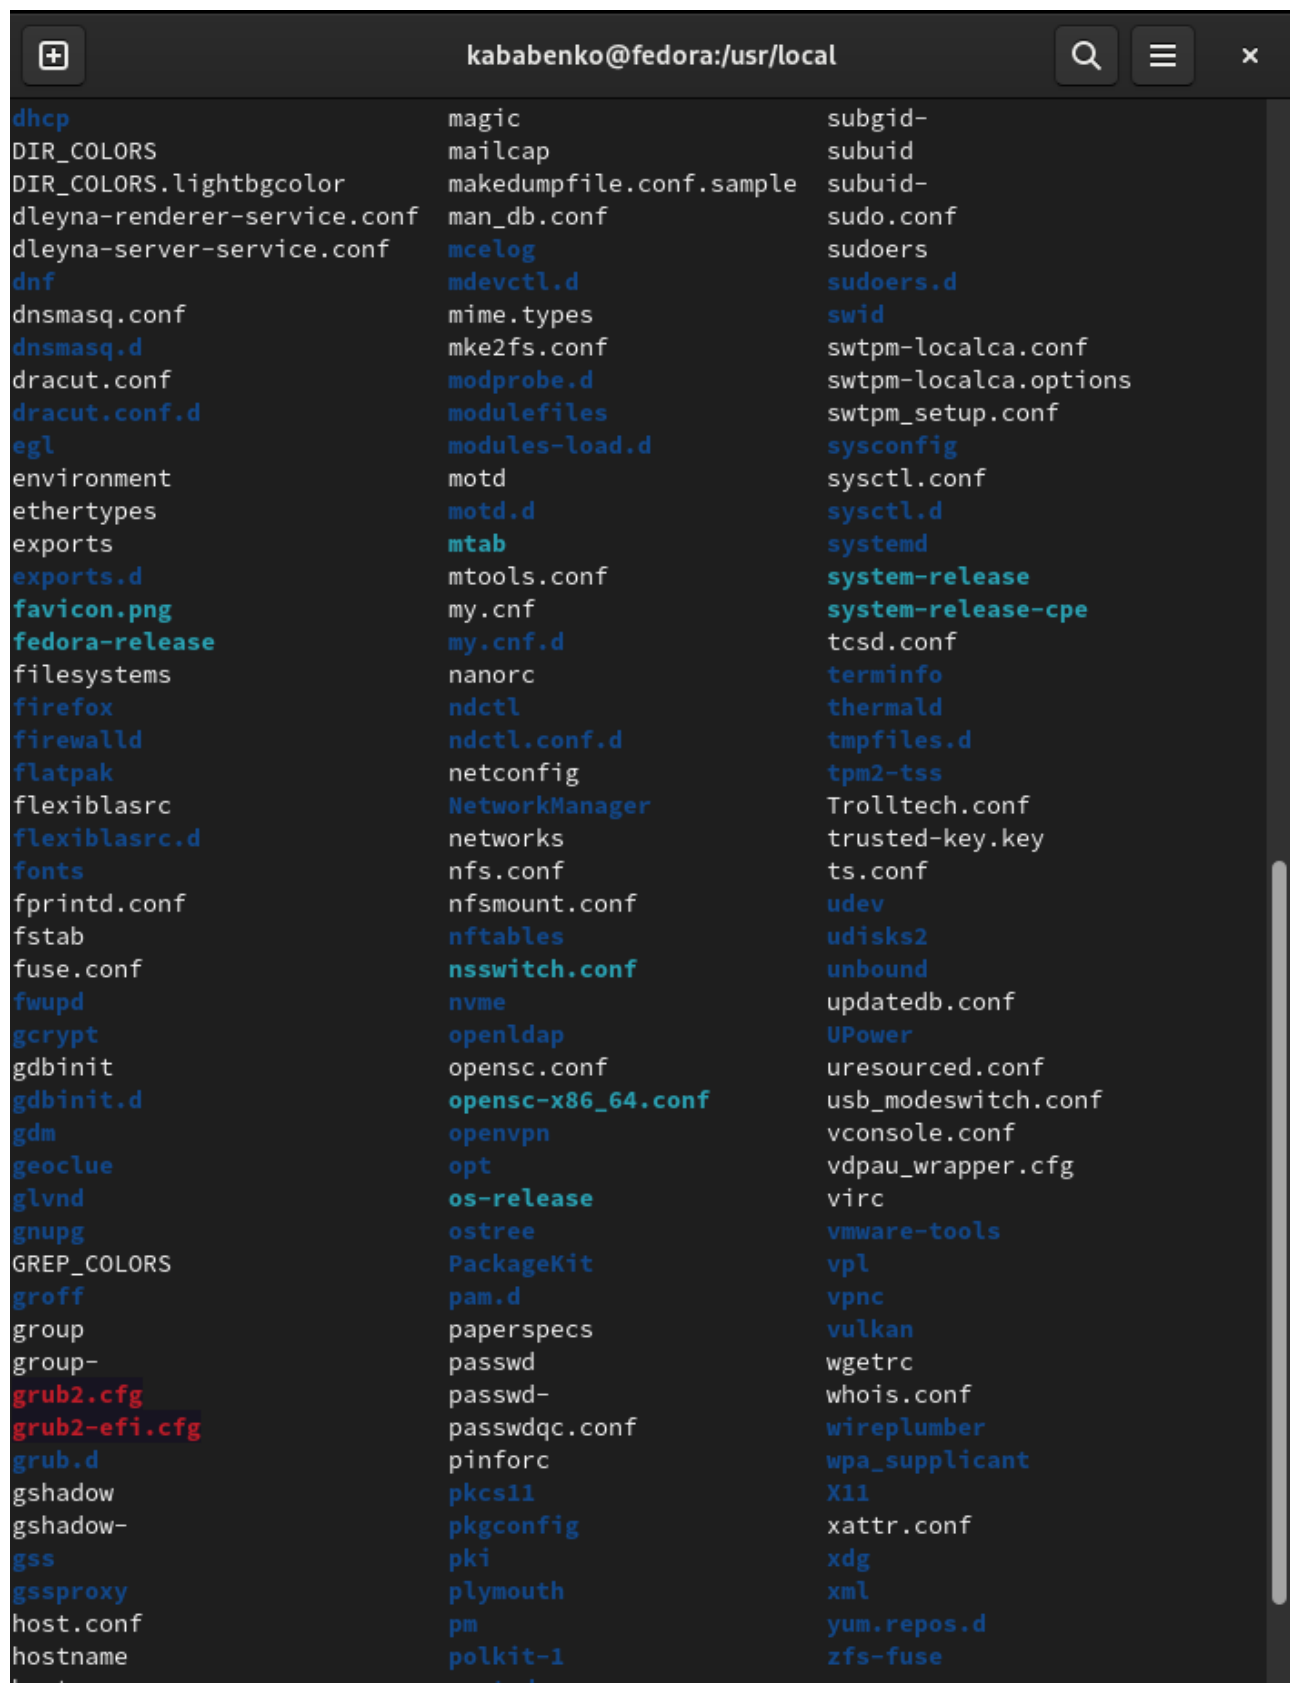 kababenko@fedora:/usr/local
dhcp magic subgid-
DIR_COLORS mailcap subuid
DIR_COLORS.lightbgcolor makedumpfile.conf.sample subuid-
dleyna-renderer-service.conf man_db.conf sudo.conf
dleyna-server-service.conf mcelog sudoers
dnf mdevctl.d sudoers.d
dnsmasq.conf mime.types swid
dnsmasq.d mke2fs.conf swtpm-localca.conf
dracut.conf modprobe.d swtpm-localca.options
dracut.conf.d modulefiles swtpm_setup.conf
egl modules-load.d sysconfig
environment motd sysctl.conf
ethertypes motd.d sysctl.d
exports mtab systemd
exports.d mtools.conf system-release
favicon.png my.cnf system-release-cpe
fedora-release my.cnf.d tcsd.conf
filesystems nanorc terminfo
firefox ndctl thermald
firewalld ndctl.conf.d tmpfiles.d
flatpak netconfig tpm2-tss
flexiblasrc NetworkManager Trolltech.conf
flexiblasrc.d networks trusted-key.key
fonts nfs.conf ts.conf
fprintd.conf nfsmount.conf udev
fstab nftables udisks2
fuse.conf nsswitch.conf unbound
fwupd nvme updatedb.conf
gcrypt openldap UPower
gdbinit opensc.conf uresourced.conf
gdbinit.d opensc-x86_64.conf usb_modeswitch.conf
gdm openvpn vconsole.conf
geoclue opt vdpau_wrapper.cfg
glvnd os-release virc
gnupg ostree vmware-tools
GREP_COLORS PackageKit vpl
groff pam.d vpnc
group paperspecs vulkan
group- passwd wgetrc
grub2.cfg passwd- whois.conf
grub2-efi.cfg passwdqc.conf wireplumber
grub.d pinforc wpa_supplicant
gshadow pkcs11 X11
gshadow- pkgconfig xattr.conf
gss pki xdg
gssproxy plymouth xml
host.conf pm yum.repos.d
hostname polkit-1 zfs-fuse